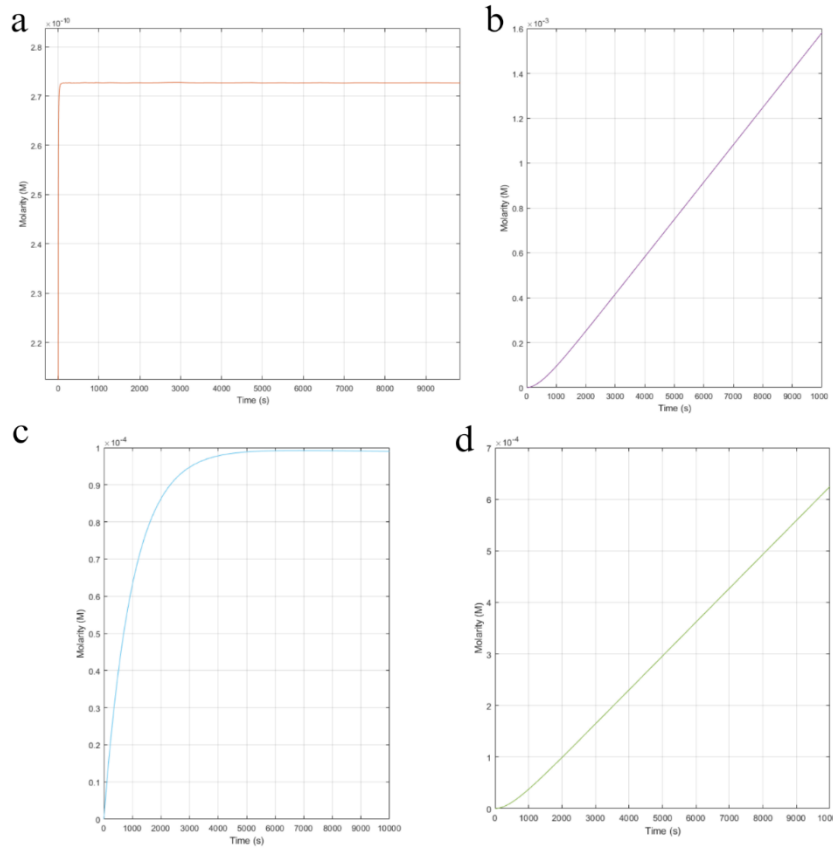 a
×10⁻¹⁰
2.8
2.7
2.6
2.5
2.4
2.3
2.2
Molarity (M)
0 1000 2000 3000 4000 5000 6000 7000 8000 9000
Time (s)
b
×10⁻³
1.6
1.4
1.2
1
0.8
0.6
0.4
0.2
0
Molarity (M)
0 1000 2000 3000 4000 5000 6000 7000 8000 9000 1000
Time (s)
c
×10⁻⁴
1
0.9
0.8
0.7
0.6
0.5
0.4
0.3
0.2
0.1
0
Molarity (M)
0 1000 2000 3000 4000 5000 6000 7000 8000 9000 10000
Time (s)
d
×10⁻⁴
7
6
5
4
3
2
1
0
Molarity (M)
0 1000 2000 3000 4000 5000 6000 7000 8000 9000 1000
Time (s)